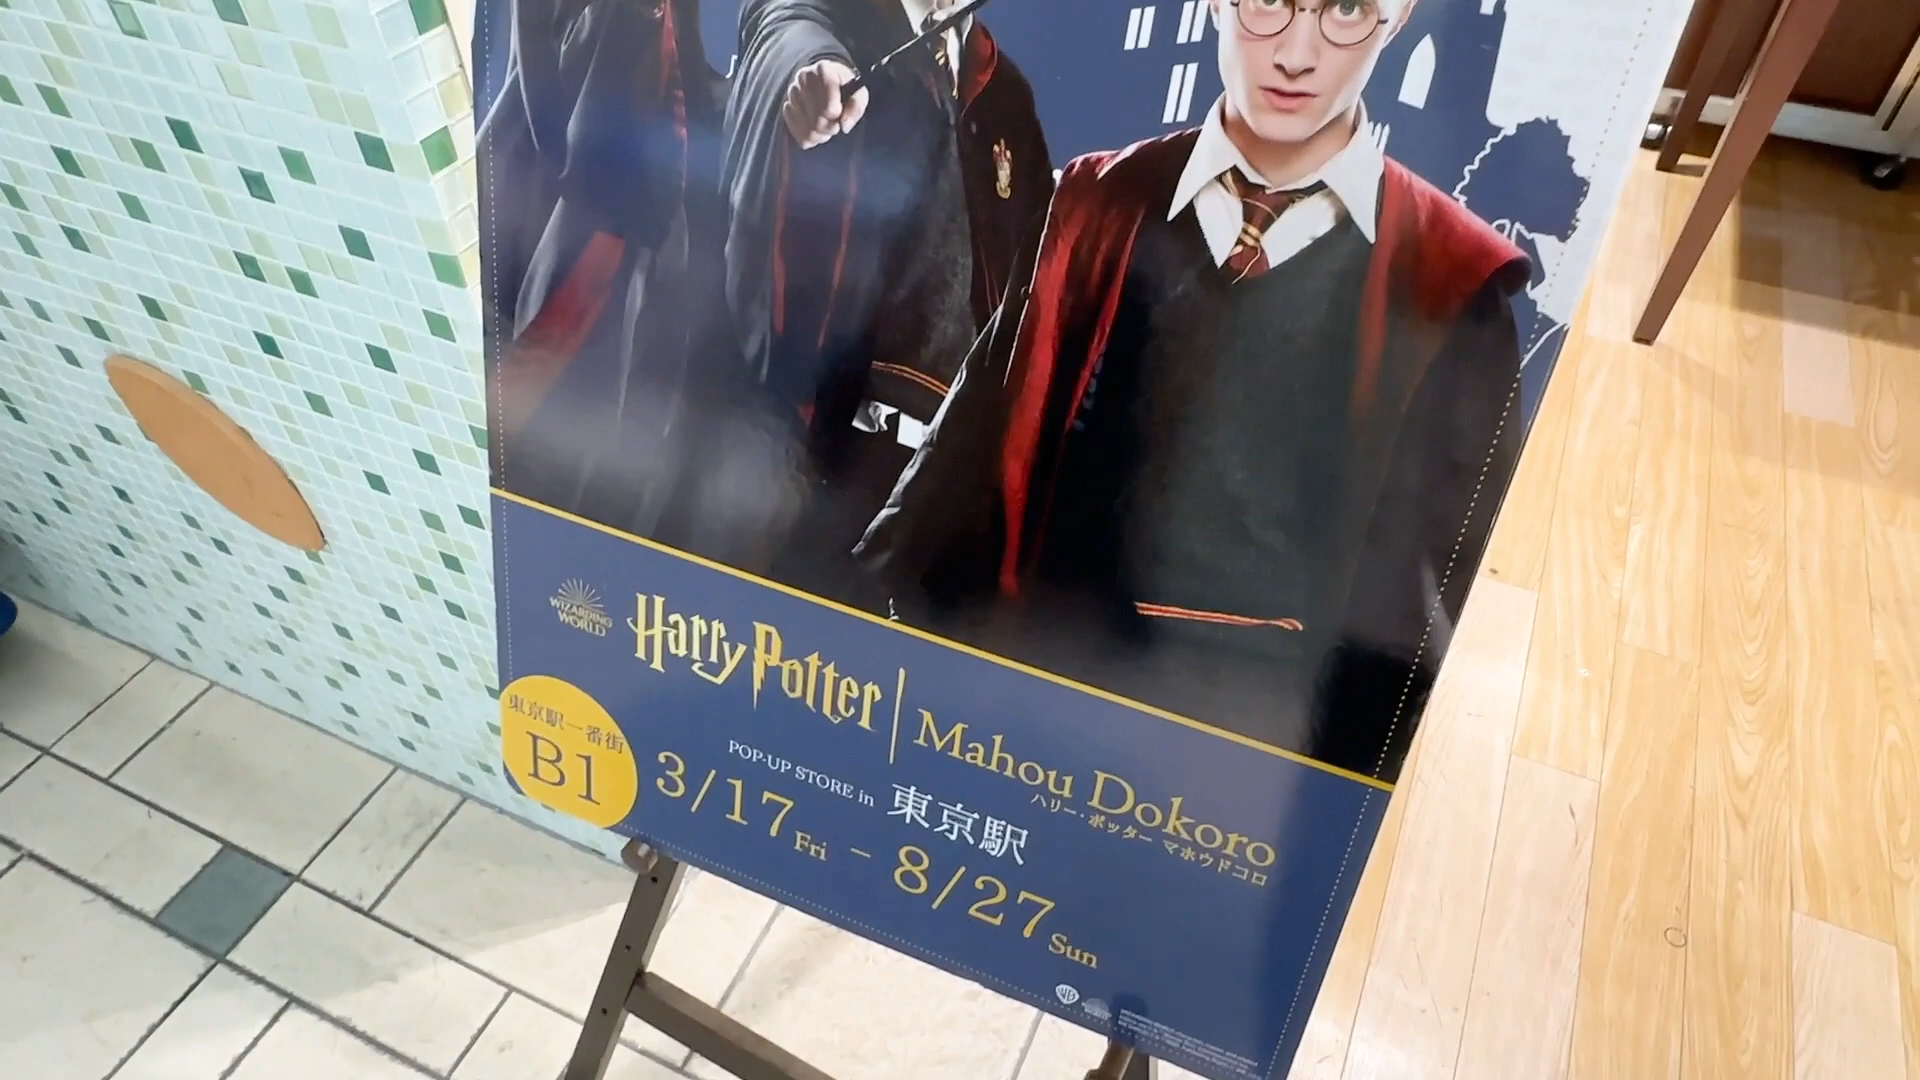 WIZARDING
WORLD
Harry Potter | Mahou Dokoro
ハリー・ポッター マホウドコロ
東京駅一番街
B1
POP-UP STORE in 東京駅
3/17 Fri - 8/27 Sun
WB